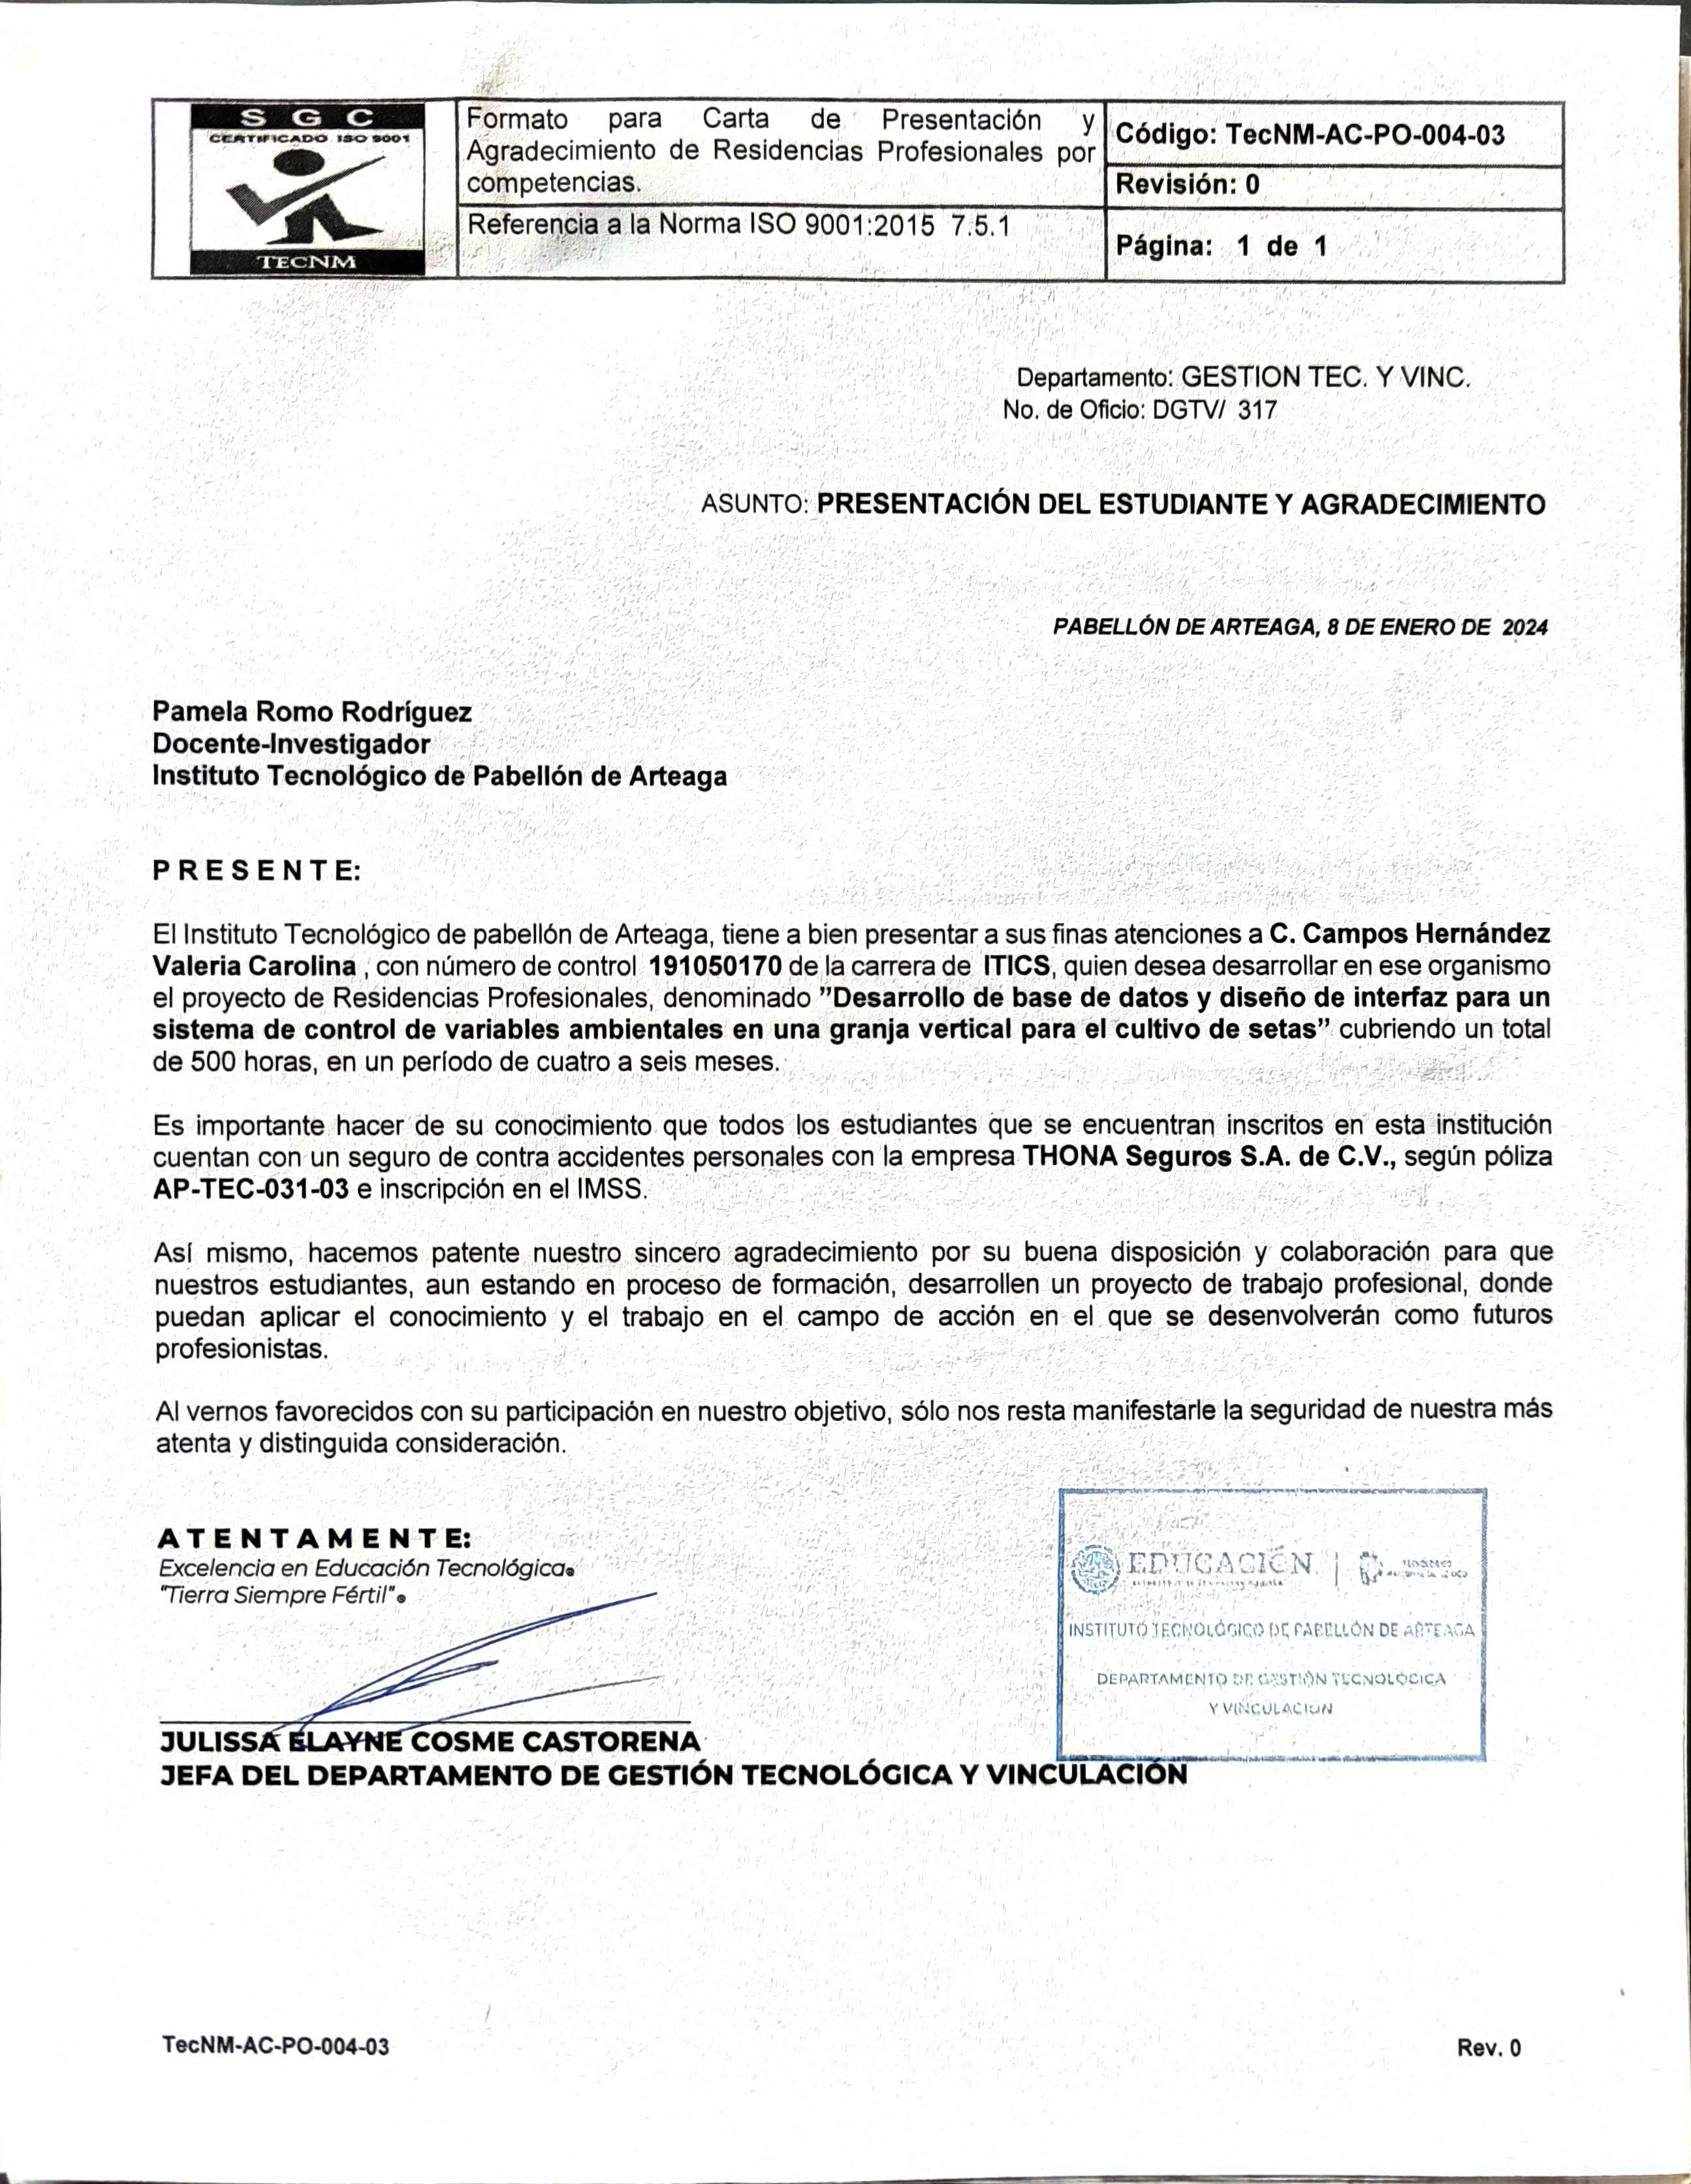 S G C
CERTIFICADO ISO 9001
TECNM
Formato para Carta de Presentación y
Agradecimiento de Residencias Profesionales por
competencias.
Referencia a la Norma ISO 9001:2015 7.5.1
Código: TecNM-AC-PO-004-03
Revisión: 0
Página: 1 de 1
Departamento: GESTION TEC. Y VINC.
No. de Oficio: DGTV/ 317
ASUNTO: PRESENTACIÓN DEL ESTUDIANTE Y AGRADECIMIENTO
PABELLÓN DE ARTEAGA, 8 DE ENERO DE 2024
Pamela Romo Rodríguez
Docente-Investigador
Instituto Tecnológico de Pabellón de Arteaga
P R E S E N T E:
El Instituto Tecnológico de pabellón de Arteaga, tiene a bien presentar a sus finas atenciones a C. Campos Hernández
Valeria Carolina , con número de control 191050170 de la carrera de ITICS, quien desea desarrollar en ese organismo
el proyecto de Residencias Profesionales, denominado ”Desarrollo de base de datos y diseño de interfaz para un
sistema de control de variables ambientales en una granja vertical para el cultivo de setas” cubriendo un total
de 500 horas, en un período de cuatro a seis meses.
Es importante hacer de su conocimiento que todos los estudiantes que se encuentran inscritos en esta institución
cuentan con un seguro de contra accidentes personales con la empresa THONA Seguros S.A. de C.V., según póliza
AP-TEC-031-03 e inscripción en el IMSS.
Así mismo, hacemos patente nuestro sincero agradecimiento por su buena disposición y colaboración para que
nuestros estudiantes, aun estando en proceso de formación, desarrollen un proyecto de trabajo profesional, donde
puedan aplicar el conocimiento y el trabajo en el campo de acción en el que se desenvolverán como futuros
profesionistas.
Al vernos favorecidos con su participación en nuestro objetivo, sólo nos resta manifestarle la seguridad de nuestra más
atenta y distinguida consideración.
A T E N T A M E N T E:
Excelencia en Educación Tecnológica®
"Tierra Siempre Fértil"®
EDUCACIÓN
INSTITUTO TECNOLÓGICO DE PABELLÓN DE ARTEAGA
DEPARTAMENTO DE GESTIÓN TECNOLÓGICA
Y VINCULACIÓN
JULISSA ELAYNE COSME CASTORENA
JEFA DEL DEPARTAMENTO DE GESTIÓN TECNOLÓGICA Y VINCULACIÓN
TecNM-AC-PO-004-03
Rev. 0